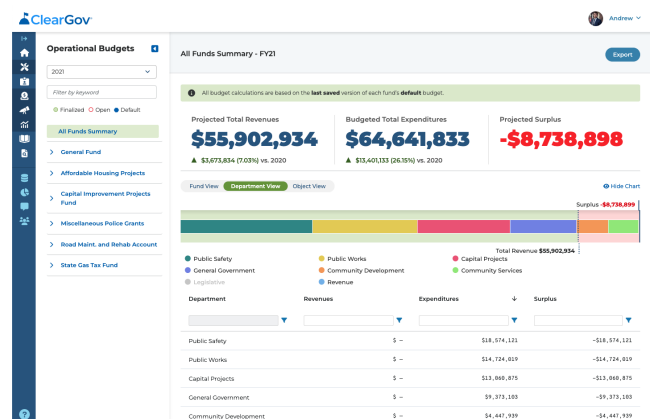 ClearGov
Andrew
Operational Budgets
2021
Filter by keyword
Finalized Open Default
All Funds Summary
General Fund
Affordable Housing Projects
Capital Improvement Projects
Fund
Miscellaneous Police Grants
Road Maint. and Rehab Account
State Gas Tax Fund
All Funds Summary - FY21
Export
All budget calculations are based on the last saved version of each fund's default budget.
Projected Total Revenues Budgeted Total Expenditures Projected Surplus
$55,902,934 $64,641,833 -$8,738,898
▲ $3,673,834 (7.03%) vs. 2020 ▲ $13,401,133 (26.15%) vs. 2020
Fund View Department View Object View Hide Chart
Surplus -$8,738,899
Total Revenue $55,902,934
Public Safety Public Works Capital Projects
General Government Community Development Community Services
Legislative Revenue
Department Revenues Expenditures ↓ Surplus
Public Safety $ – $18,574,121 -$18,574,121
Public Works $ – $14,724,019 -$14,724,019
Capital Projects $ – $13,060,875 -$13,060,875
General Government $ – $9,373,103 -$9,373,103
Community Development $ – $4,447,939 -$4,447,939